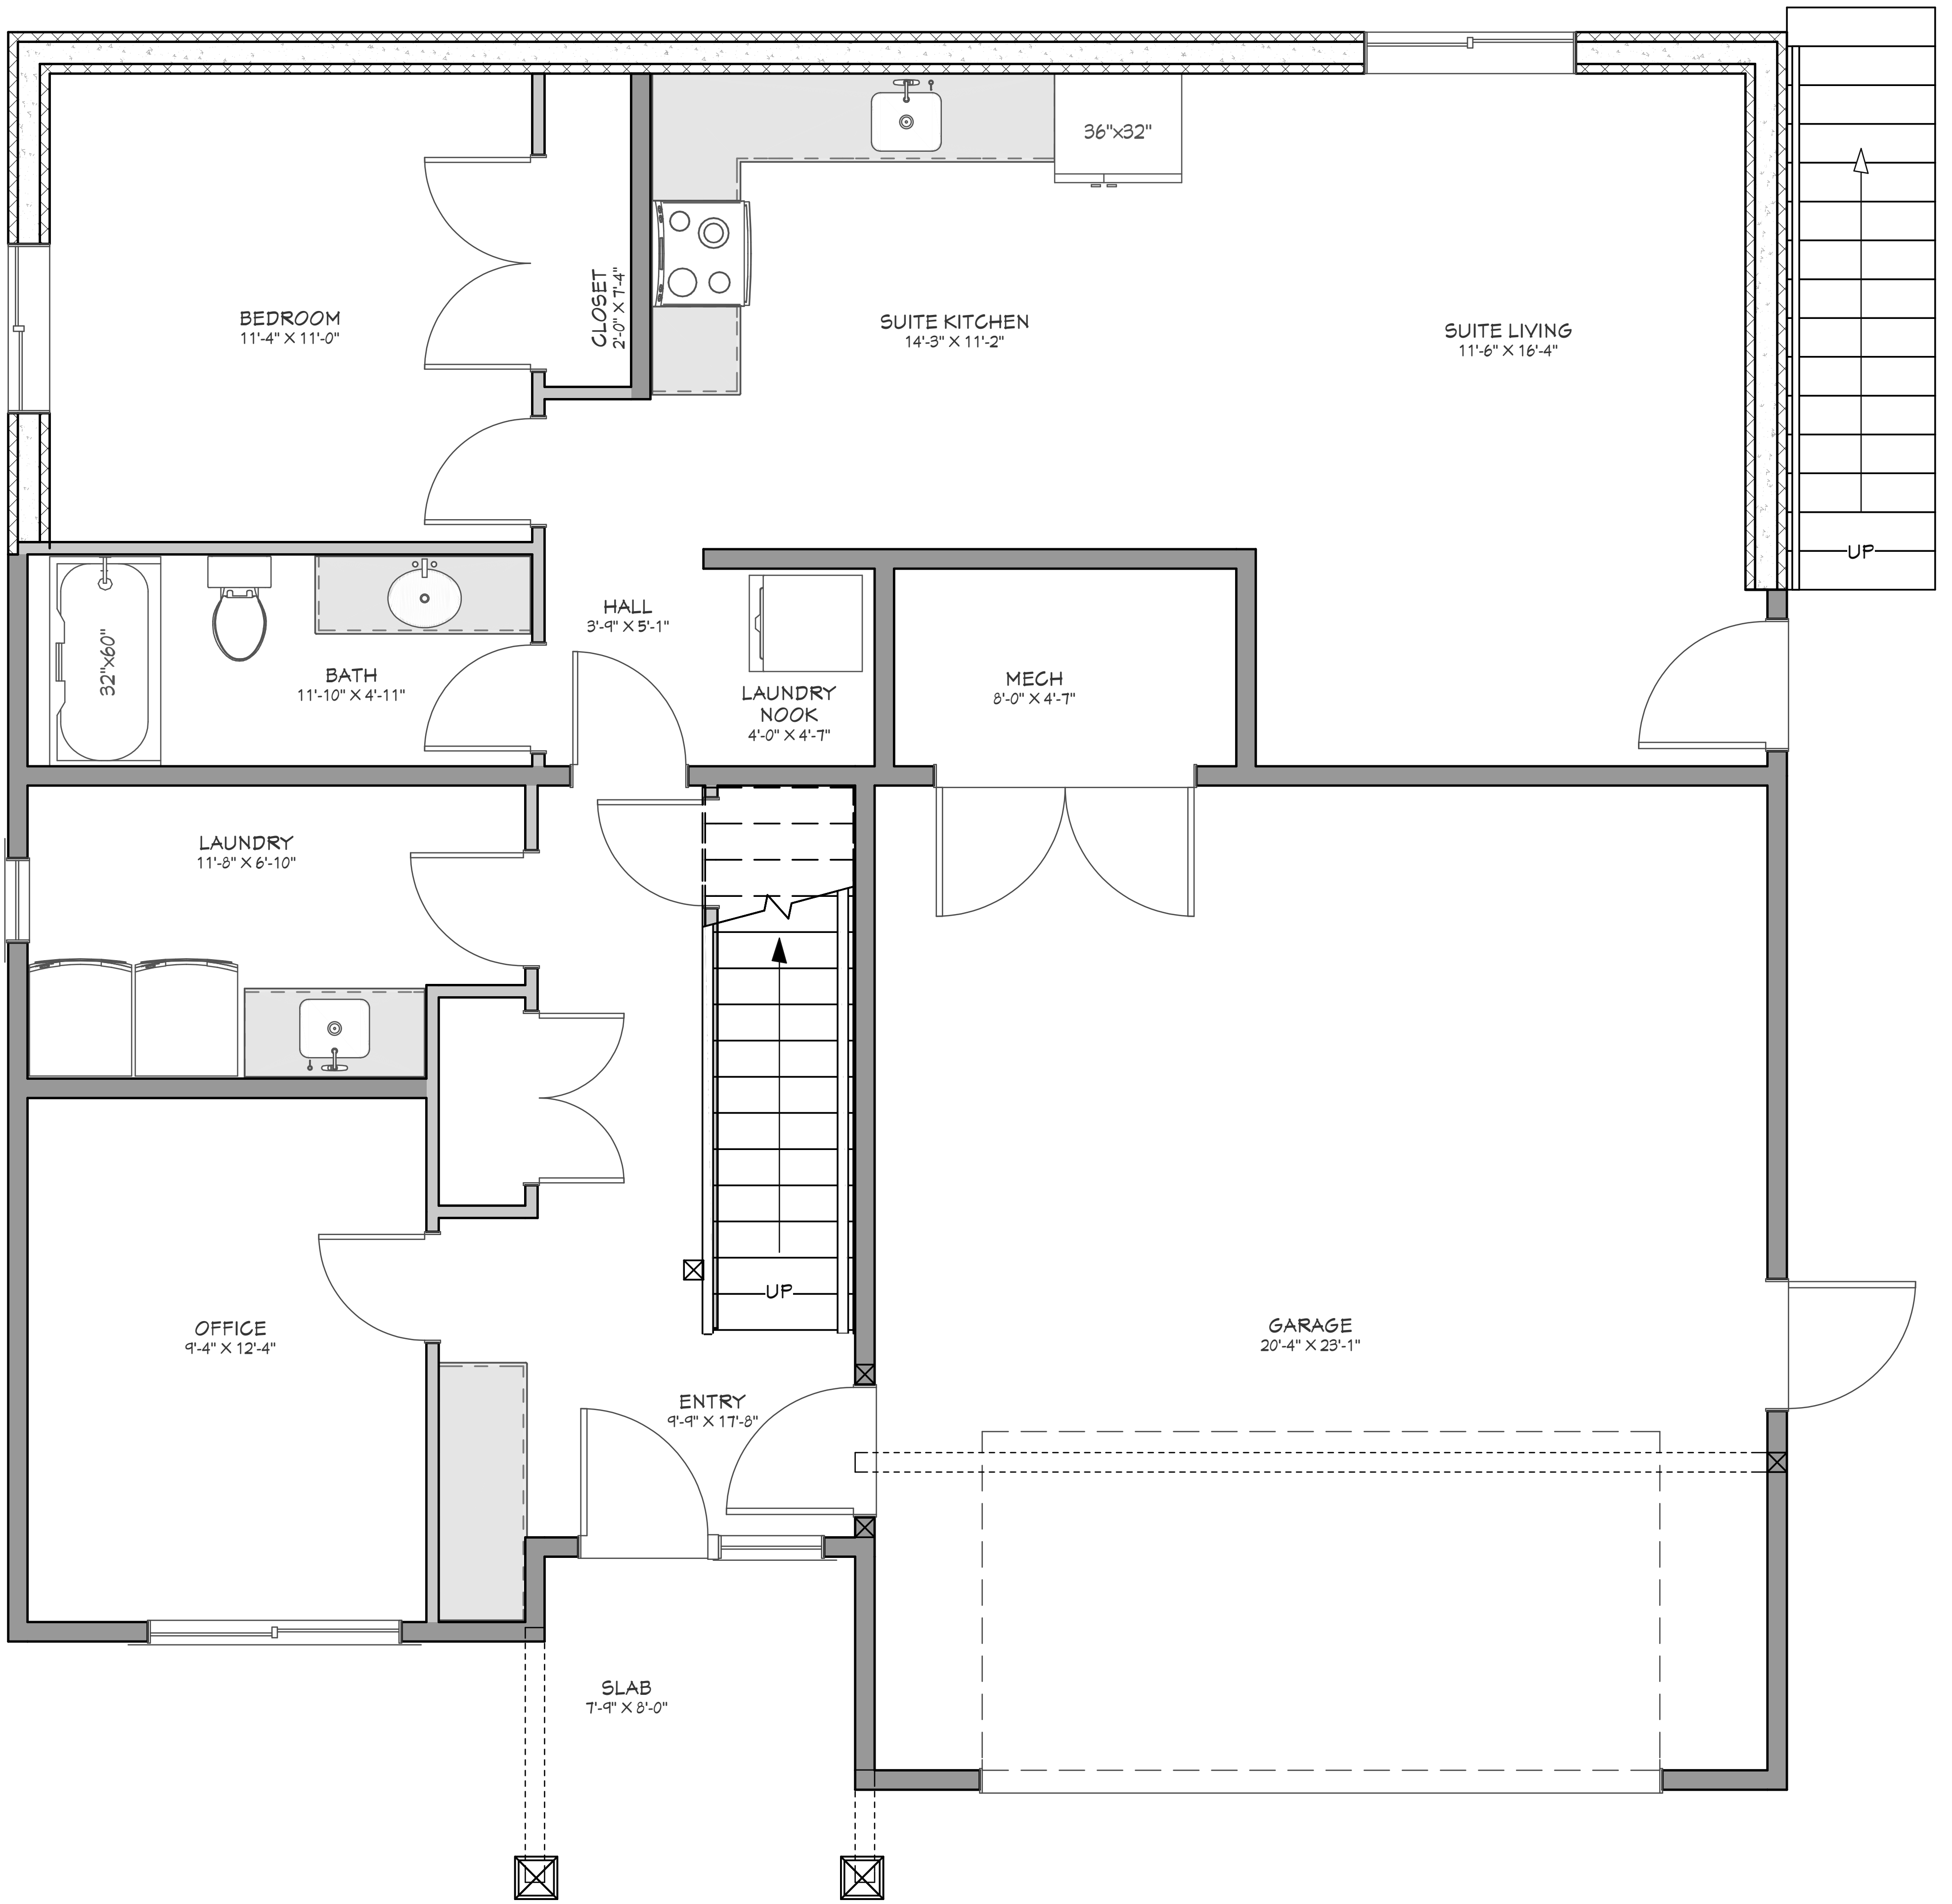 36"x32"
BEDROOM
11'-4" X 11'-0"
CLOSET
2'-0" X 7'-4"
SUITE KITCHEN
14'-3" X 11'-2"
SUITE LIVING
11'-6" X 16'-4"
UP
HALL
3'-9" X 5'-1"
32"x60"
BATH
11'-10" X 4'-11"
LAUNDRY
NOOK
4'-0" X 4'-7"
MECH
8'-0" X 4'-7"
LAUNDRY
11'-8" X 6'-10"
UP
OFFICE
9'-4" X 12'-4"
GARAGE
20'-4" X 23'-1"
ENTRY
9'-9" X 17'-8"
SLAB
7'-9" X 8'-0"